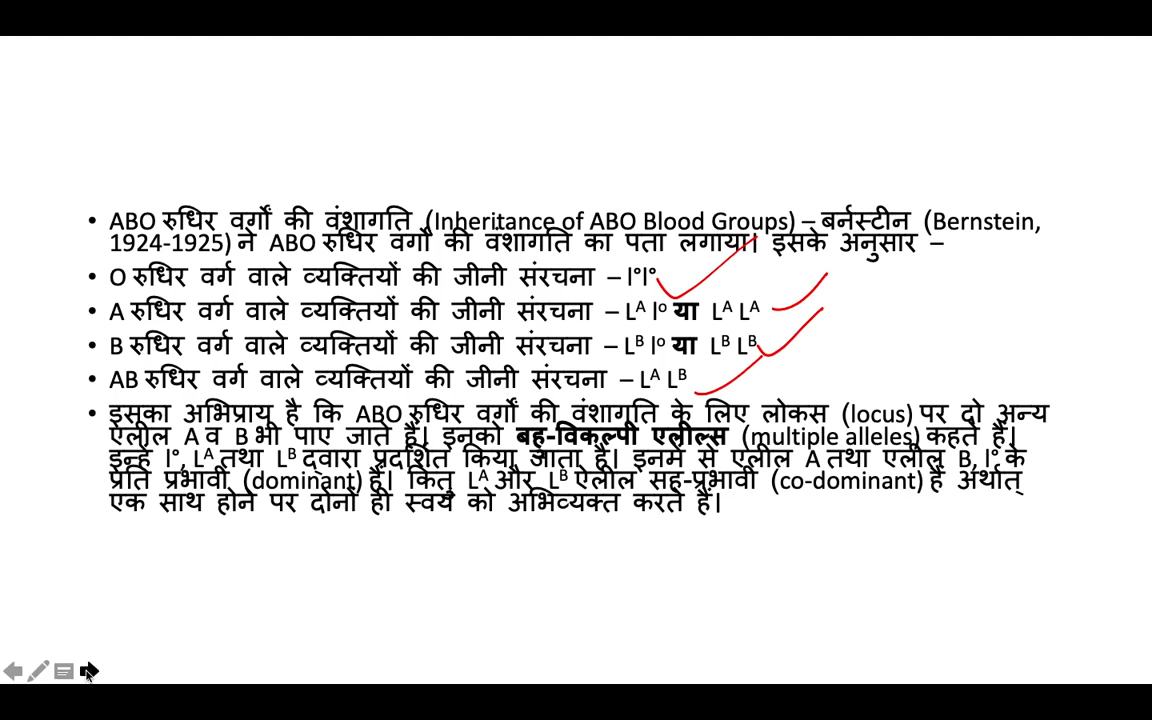 • ABO रुधिर वर्गों की वंशागति (Inheritance of ABO Blood Groups) – बर्नस्टीन (Bernstein,
1924-1925) ने ABO रुधिर वर्गों की वंशागति का पता लगाया। इसके अनुसार –
• O रुधिर वर्ग वाले व्यक्तियों की जीनी संरचना – l°l°
• A रुधिर वर्ग वाले व्यक्तियों की जीनी संरचना – Lᴬ lᵒ या Lᴬ Lᴬ
• B रुधिर वर्ग वाले व्यक्तियों की जीनी संरचना – Lᴮ lᵒ या Lᴮ Lᴮ
• AB रुधिर वर्ग वाले व्यक्तियों की जीनी संरचना – Lᴬ Lᴮ
• इसका अभिप्राय है कि ABO रुधिर वर्गों की वंशागति के लिए लोकस (locus) पर दो अन्य
एलील A व B भी पाए जाते हैं। इनको बहु-विकल्पी एलील्स (multiple alleles) कहते हैं।
इन्हें l°, Lᴬ तथा Lᴮ द्वारा प्रदर्शित किया जाता है। इनमें से एलील A तथा एलील B, l° के
प्रति प्रभावी (dominant) हैं। किंतु Lᴬ और Lᴮ ऐलील सह-प्रभावी (co-dominant) हैं अर्थात्
एक साथ होने पर दोनों ही स्वयं को अभिव्यक्त करते हैं।